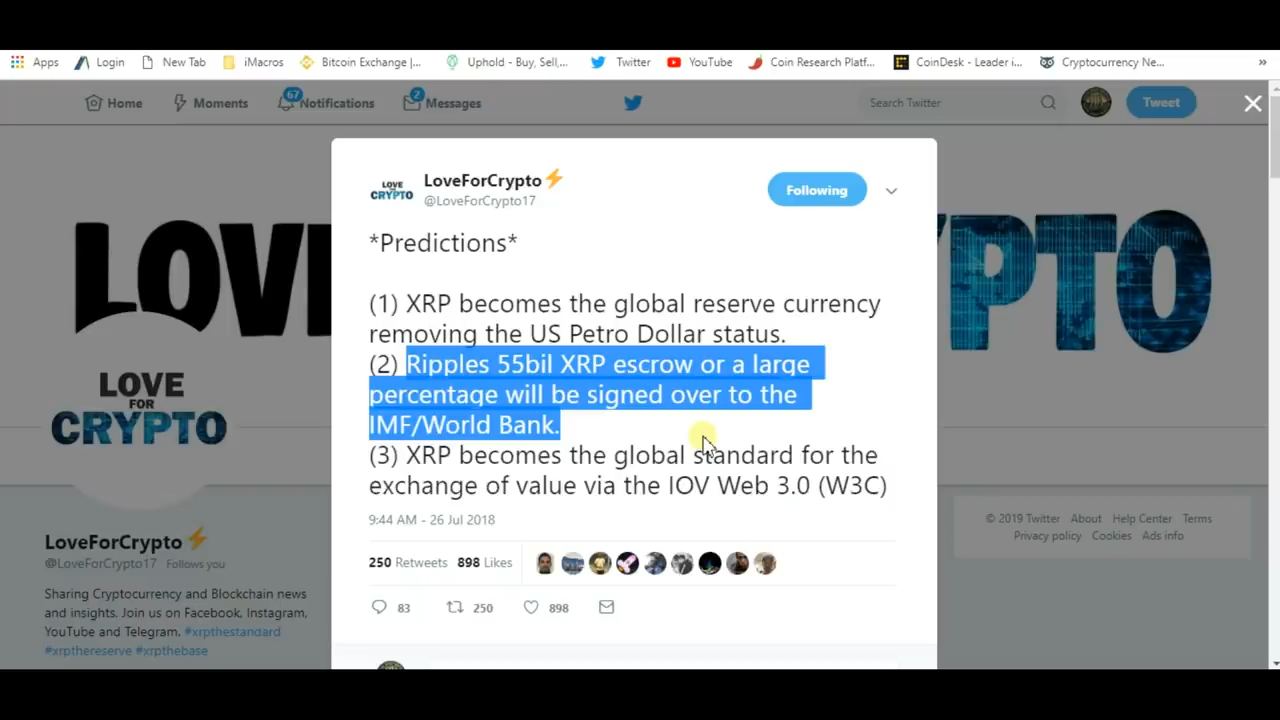 Apps Login New Tab iMacros Bitcoin Exchange |... Uphold - Buy, Sell,... Twitter YouTube Coin Research Platf... CoinDesk - Leader i... Cryptocurrency Ne... »
Home Moments 67 Notifications 2 Messages Search Twitter Tweet
LoveForCrypto⚡
@LoveForCrypto17
Following
*Predictions*
(1) XRP becomes the global reserve currency
removing the US Petro Dollar status.
(2) Ripples 55bil XRP escrow or a large
percentage will be signed over to the
IMF/World Bank.
(3) XRP becomes the global standard for the
exchange of value via the IOV Web 3.0 (W3C)
9:44 AM - 26 Jul 2018
250 Retweets 898 Likes
83 250 898
LOVE
FOR
CRYPTO
LOVE
FOR
CRYPTO
LoveForCrypto⚡
@LoveForCrypto17 Follows you
Sharing Cryptocurrency and Blockchain news
and insights. Join us on Facebook, Instagram,
YouTube and Telegram. #xrpthestandard
#xrpthereserve #xrpthebase
© 2019 Twitter About Help Center Terms
Privacy policy Cookies Ads info